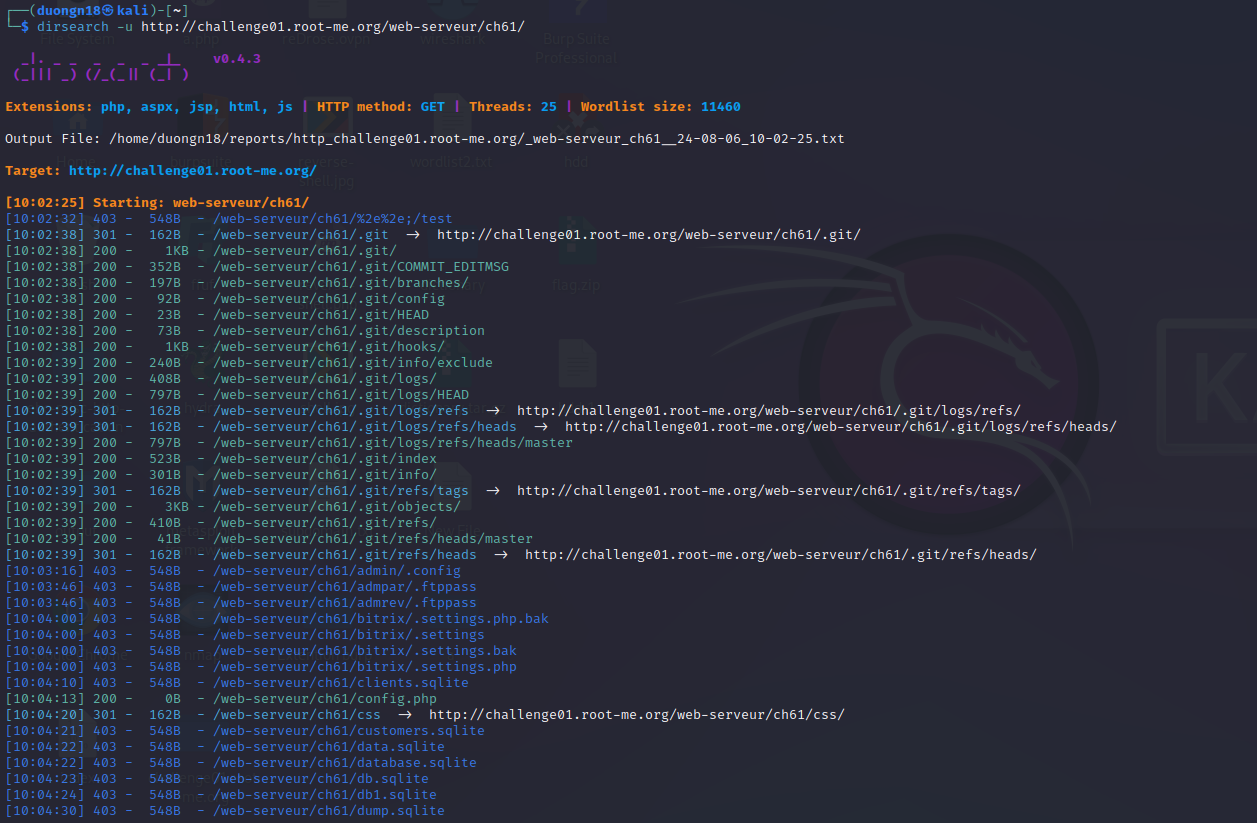 ┌──(duongn18㉿kali)-[~]
└─$ dirsearch -u http://challenge01.root-me.org/web-serveur/ch61/
v0.4.3
Extensions: php, aspx, jsp, html, js | HTTP method: GET | Threads: 25 | Wordlist size: 11460
Output File: /home/duongn18/reports/http_challenge01.root-me.org/_web-serveur_ch61__24-08-06_10-02-25.txt
Target: http://challenge01.root-me.org/
[10:02:25] Starting: web-serveur/ch61/
[10:02:32] 403 -  548B  - /web-serveur/ch61/%2e%2e;/test
[10:02:38] 301 -  162B  - /web-serveur/ch61/.git  →  http://challenge01.root-me.org/web-serveur/ch61/.git/
[10:02:38] 200 -    1KB - /web-serveur/ch61/.git/
[10:02:38] 200 -  352B  - /web-serveur/ch61/.git/COMMIT_EDITMSG
[10:02:38] 200 -  197B  - /web-serveur/ch61/.git/branches/
[10:02:38] 200 -   92B  - /web-serveur/ch61/.git/config
[10:02:38] 200 -   23B  - /web-serveur/ch61/.git/HEAD
[10:02:38] 200 -   73B  - /web-serveur/ch61/.git/description
[10:02:38] 200 -    1KB - /web-serveur/ch61/.git/hooks/
[10:02:39] 200 -  240B  - /web-serveur/ch61/.git/info/exclude
[10:02:39] 200 -  408B  - /web-serveur/ch61/.git/logs/
[10:02:39] 200 -  797B  - /web-serveur/ch61/.git/logs/HEAD
[10:02:39] 301 -  162B  - /web-serveur/ch61/.git/logs/refs  →  http://challenge01.root-me.org/web-serveur/ch61/.git/logs/refs/
[10:02:39] 301 -  162B  - /web-serveur/ch61/.git/logs/refs/heads  →  http://challenge01.root-me.org/web-serveur/ch61/.git/logs/refs/heads/
[10:02:39] 200 -  797B  - /web-serveur/ch61/.git/logs/refs/heads/master
[10:02:39] 200 -  523B  - /web-serveur/ch61/.git/index
[10:02:39] 200 -  301B  - /web-serveur/ch61/.git/info/
[10:02:39] 301 -  162B  - /web-serveur/ch61/.git/refs/tags  →  http://challenge01.root-me.org/web-serveur/ch61/.git/refs/tags/
[10:02:39] 200 -    3KB - /web-serveur/ch61/.git/objects/
[10:02:39] 200 -  410B  - /web-serveur/ch61/.git/refs/
[10:02:39] 200 -   41B  - /web-serveur/ch61/.git/refs/heads/master
[10:02:39] 301 -  162B  - /web-serveur/ch61/.git/refs/heads  →  http://challenge01.root-me.org/web-serveur/ch61/.git/refs/heads/
[10:03:16] 403 -  548B  - /web-serveur/ch61/admin/.config
[10:03:46] 403 -  548B  - /web-serveur/ch61/admpar/.ftppass
[10:03:46] 403 -  548B  - /web-serveur/ch61/admrev/.ftppass
[10:04:00] 403 -  548B  - /web-serveur/ch61/bitrix/.settings.php.bak
[10:04:00] 403 -  548B  - /web-serveur/ch61/bitrix/.settings
[10:04:00] 403 -  548B  - /web-serveur/ch61/bitrix/.settings.bak
[10:04:00] 403 -  548B  - /web-serveur/ch61/bitrix/.settings.php
[10:04:10] 403 -  548B  - /web-serveur/ch61/clients.sqlite
[10:04:13] 200 -    0B  - /web-serveur/ch61/config.php
[10:04:20] 301 -  162B  - /web-serveur/ch61/css  →  http://challenge01.root-me.org/web-serveur/ch61/css/
[10:04:21] 403 -  548B  - /web-serveur/ch61/customers.sqlite
[10:04:22] 403 -  548B  - /web-serveur/ch61/data.sqlite
[10:04:22] 403 -  548B  - /web-serveur/ch61/database.sqlite
[10:04:23] 403 -  548B  - /web-serveur/ch61/db.sqlite
[10:04:24] 403 -  548B  - /web-serveur/ch61/db1.sqlite
[10:04:30] 403 -  548B  - /web-serveur/ch61/dump.sqlite